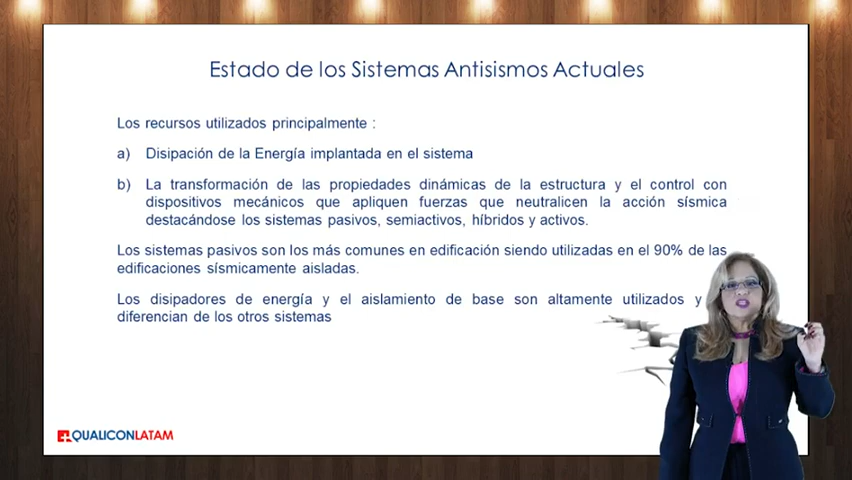 Estado de los Sistemas Antisismos Actuales
Los recursos utilizados principalmente :
a) Disipación de la Energía implantada en el sistema
b) La transformación de las propiedades dinámicas de la estructura y el control con
dispositivos mecánicos que apliquen fuerzas que neutralicen la acción sísmica
destacándose los sistemas pasivos, semiactivos, híbridos y activos.
Los sistemas pasivos son los más comunes en edificación siendo utilizadas en el 90% de las
edificaciones sísmicamente aisladas.
Los disipadores de energía y el aislamiento de base son altamente utilizados y
diferencian de los otros sistemas
QUALICONLATAM